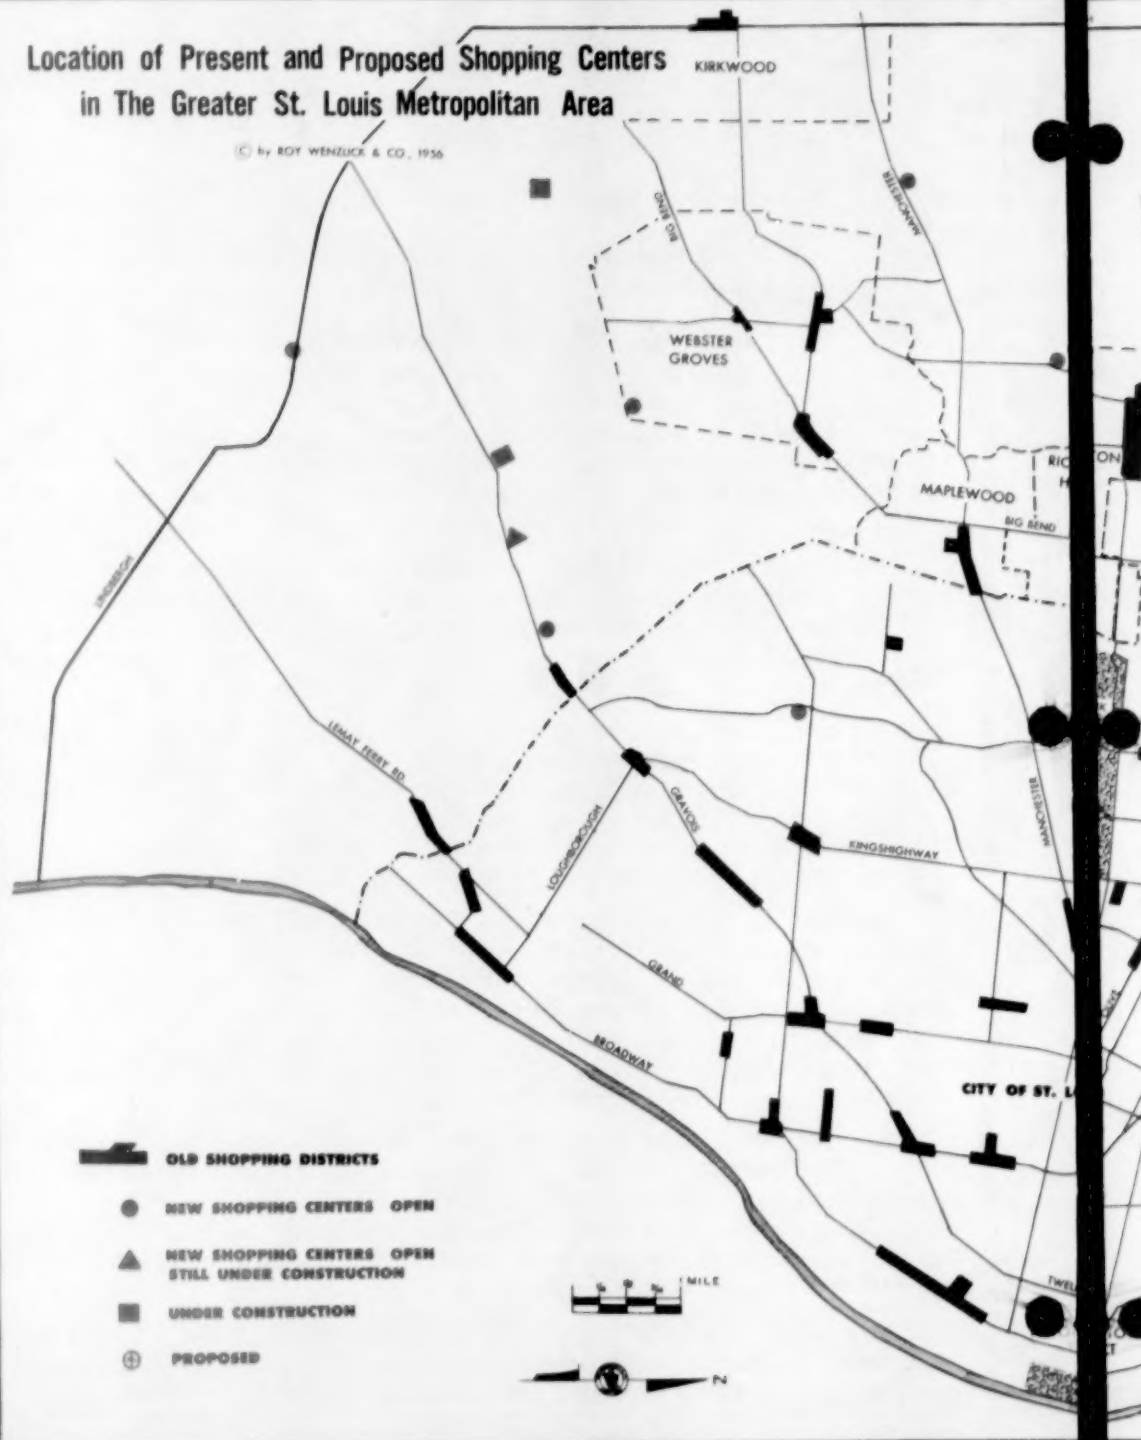 Location of Present and Proposed Shopping Centers
in The Greater St. Louis Metropolitan Area
© by ROY WENZLICK & CO., 1956
KIRKWOOD
MANCHESTER
BIG BEND
WEBSTER
GROVES
MAPLEWOOD
BIG BEND
LINDBERGH
LEMAY FERRY RD.
LOUGHBOROUGH
GRAVOIS
KINGSHIGHWAY
MANCHESTER
OLIVE
GRAND
BROADWAY
CITY OF ST. L
OLD SHOPPING DISTRICTS
NEW SHOPPING CENTERS OPEN
NEW SHOPPING CENTERS OPEN
STILL UNDER CONSTRUCTION
UNDER CONSTRUCTION
PROPOSED
MILE
TWEL
N